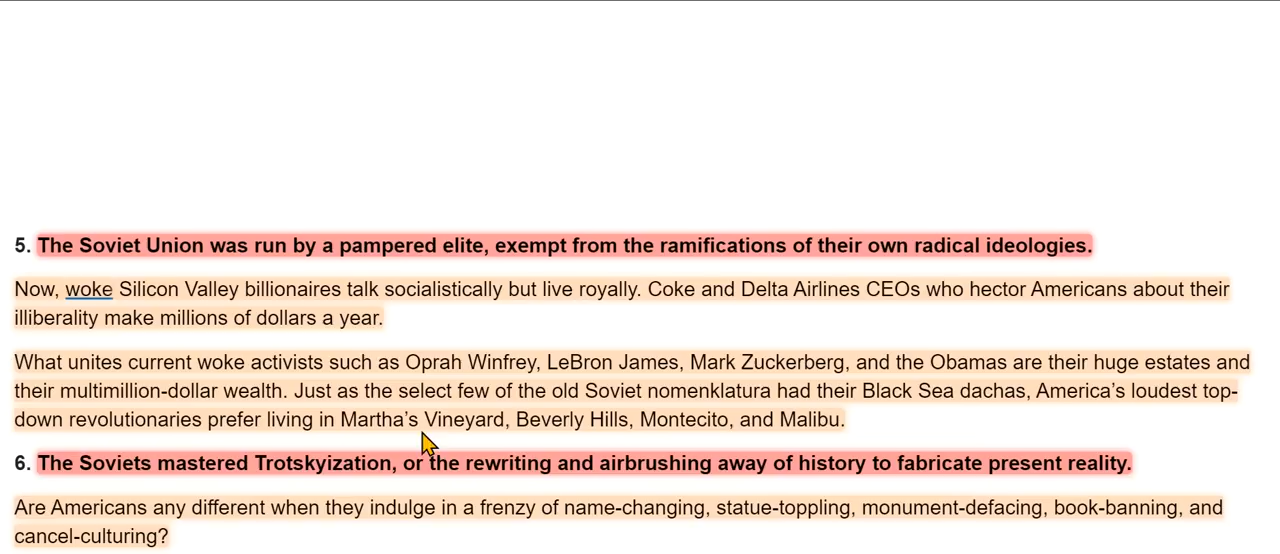 5. The Soviet Union was run by a pampered elite, exempt from the ramifications of their own radical ideologies.
Now, woke Silicon Valley billionaires talk socialistically but live royally. Coke and Delta Airlines CEOs who hector Americans about their
illiberality make millions of dollars a year.
What unites current woke activists such as Oprah Winfrey, LeBron James, Mark Zuckerberg, and the Obamas are their huge estates and
their multimillion-dollar wealth. Just as the select few of the old Soviet nomenklatura had their Black Sea dachas, America’s loudest top-
down revolutionaries prefer living in Martha’s Vineyard, Beverly Hills, Montecito, and Malibu.
6. The Soviets mastered Trotskyization, or the rewriting and airbrushing away of history to fabricate present reality.
Are Americans any different when they indulge in a frenzy of name-changing, statue-toppling, monument-defacing, book-banning, and
cancel-culturing?